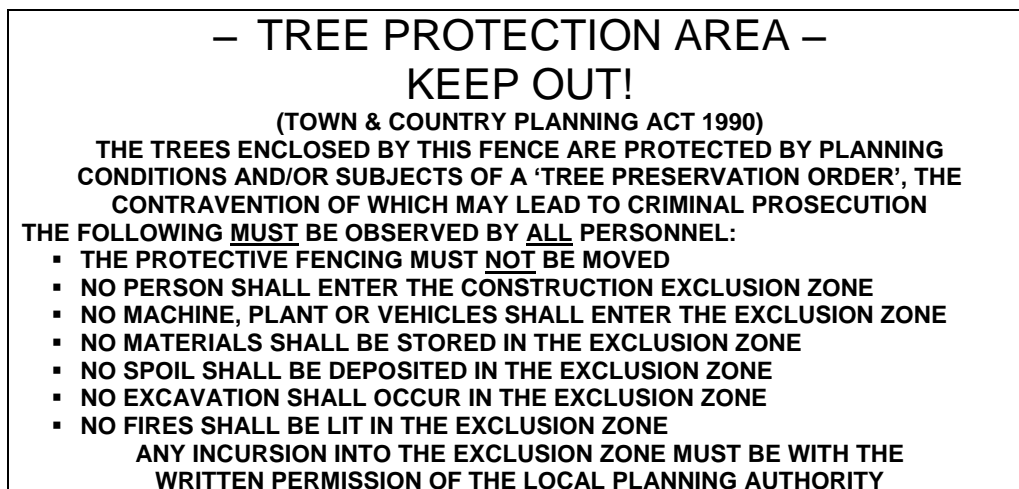 – TREE PROTECTION AREA –
KEEP OUT!
(TOWN & COUNTRY PLANNING ACT 1990)
THE TREES ENCLOSED BY THIS FENCE ARE PROTECTED BY PLANNING
CONDITIONS AND/OR SUBJECTS OF A ‘TREE PRESERVATION ORDER’, THE
CONTRAVENTION OF WHICH MAY LEAD TO CRIMINAL PROSECUTION
THE FOLLOWING MUST BE OBSERVED BY ALL PERSONNEL:
▪ THE PROTECTIVE FENCING MUST NOT BE MOVED
▪ NO PERSON SHALL ENTER THE CONSTRUCTION EXCLUSION ZONE
▪ NO MACHINE, PLANT OR VEHICLES SHALL ENTER THE EXCLUSION ZONE
▪ NO MATERIALS SHALL BE STORED IN THE EXCLUSION ZONE
▪ NO SPOIL SHALL BE DEPOSITED IN THE EXCLUSION ZONE
▪ NO EXCAVATION SHALL OCCUR IN THE EXCLUSION ZONE
▪ NO FIRES SHALL BE LIT IN THE EXCLUSION ZONE
ANY INCURSION INTO THE EXCLUSION ZONE MUST BE WITH THE
WRITTEN PERMISSION OF THE LOCAL PLANNING AUTHORITY